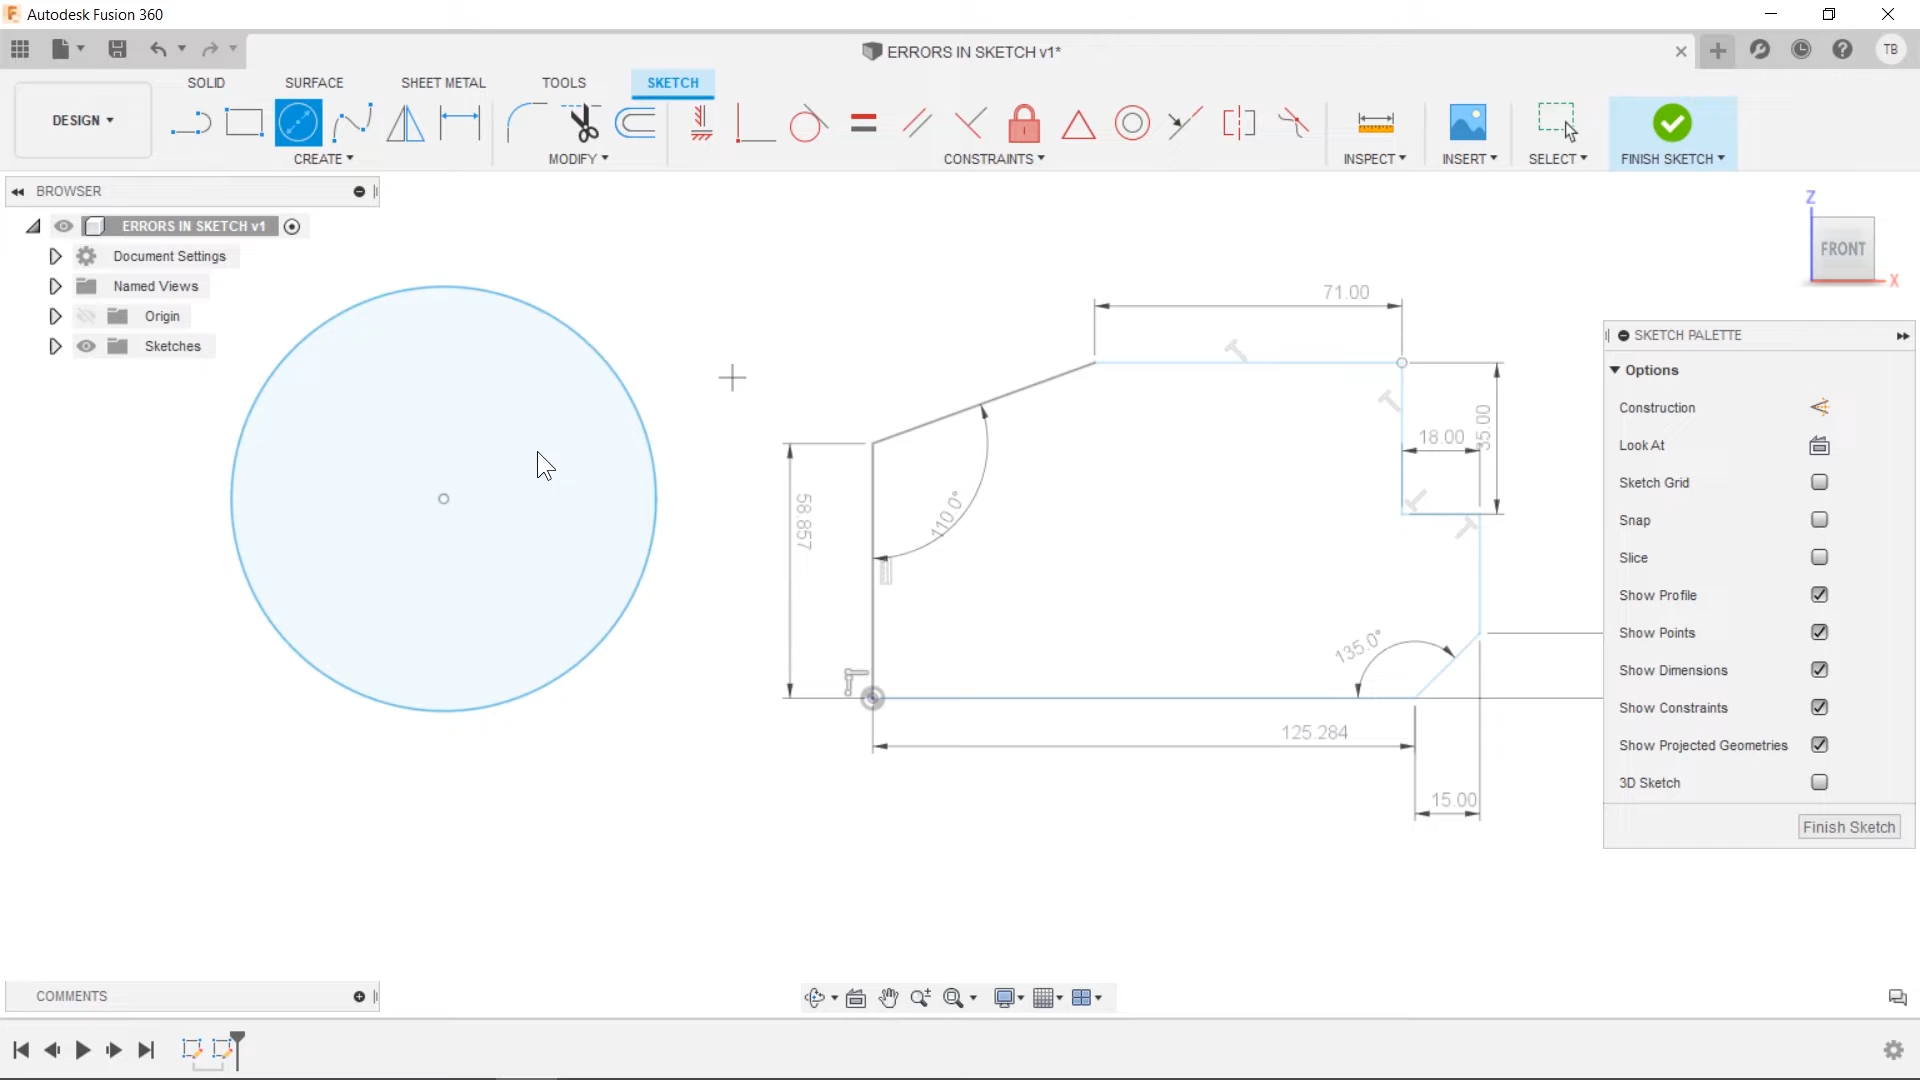 Autodesk Fusion 360
ERRORS IN SKETCH v1*
TB
SOLID
SURFACE
SHEET METAL
TOOLS
SKETCH
DESIGN
CREATE
MODIFY
CONSTRAINTS
INSPECT
INSERT
SELECT
FINISH SKETCH
BROWSER
ERRORS IN SKETCH v1
Document Settings
Named Views
Origin
Sketches
Z
FRONT
X
71.00
35.00
18.00
58.857
110.0°
135.0°
125.284
15.00
SKETCH PALETTE
Options
Construction
Look At
Sketch Grid
Snap
Slice
Show Profile
Show Points
Show Dimensions
Show Constraints
Show Projected Geometries
3D Sketch
Finish Sketch
COMMENTS